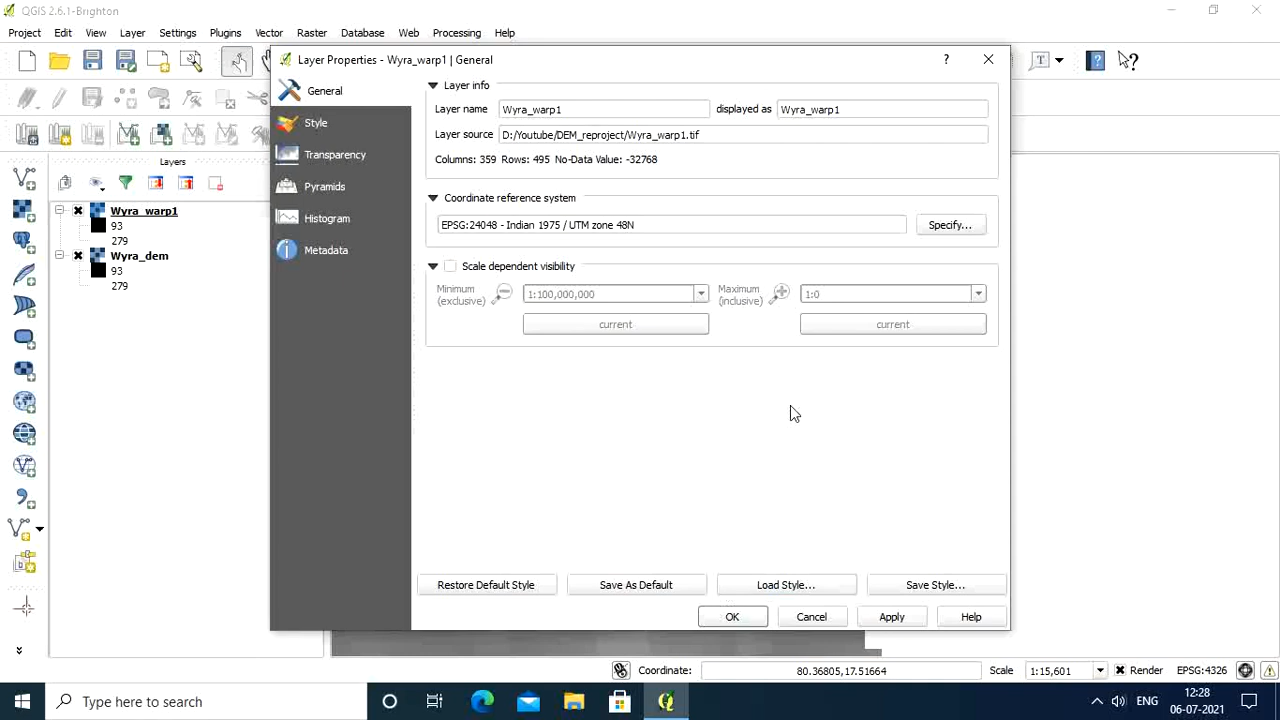 QGIS 2.6.1-Brighton
Project Edit View Layer Settings Plugins Vector Raster Database Web Processing Help
Layer Properties - Wyra_warp1 | General
General
Style
Transparency
Pyramids
Histogram
Metadata
Layer info
Layer name Wyra_warp1 displayed as Wyra_warp1
Layer source D:/Youtube/DEM_reproject/Wyra_warp1.tif
Columns: 359 Rows: 495 No-Data Value: -32768
Coordinate reference system
EPSG:24048 - Indian 1975 / UTM zone 48N Specify...
Scale dependent visibility
Minimum (exclusive) 1:100,000,000 Maximum (inclusive) 1:0
current current
Restore Default Style Save As Default Load Style... Save Style...
OK Cancel Apply Help
Layers
Wyra_warp1
93
279
Wyra_dem
93
279
Coordinate: 80.36805,17.51664 Scale 1:15,601 Render EPSG:4326
Type here to search
ENG 12:28
06-07-2021